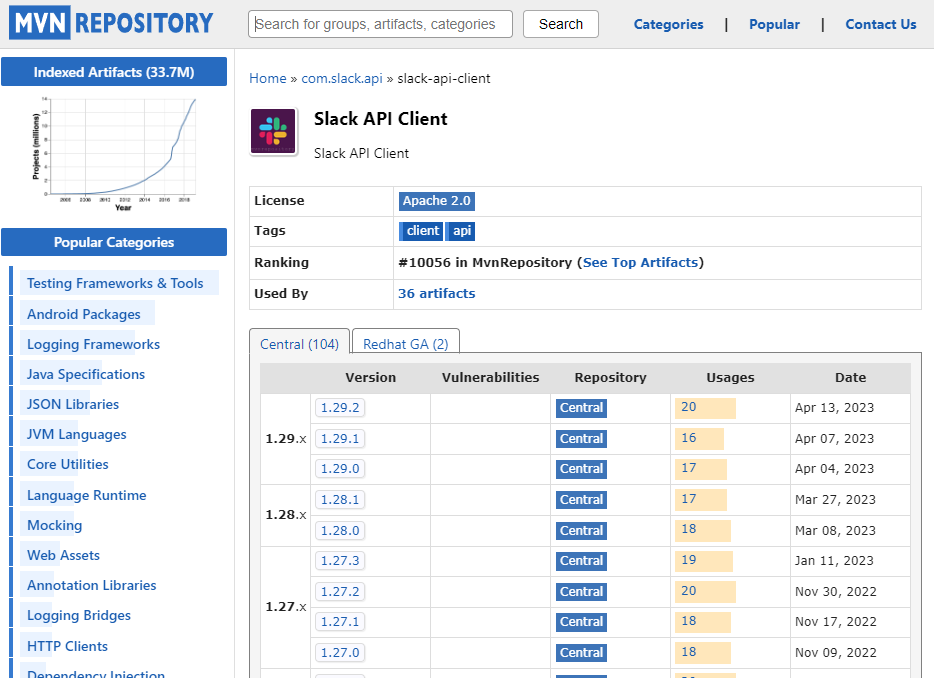 MVN REPOSITORY
Search for groups, artifacts, categories
Search
Categories | Popular | Contact Us
Indexed Artifacts (33.7M)
Projects (millions)
Year
Popular Categories
Testing Frameworks & Tools
Android Packages
Logging Frameworks
Java Specifications
JSON Libraries
JVM Languages
Core Utilities
Language Runtime
Mocking
Web Assets
Annotation Libraries
Logging Bridges
HTTP Clients
Dependency Injection
Home » com.slack.api » slack-api-client
Slack API Client
Slack API Client
License Apache 2.0
Tags client api
Ranking #10056 in MvnRepository (See Top Artifacts)
Used By 36 artifacts
Central (104) Redhat GA (2)
Version Vulnerabilities Repository Usages Date
1.29.x
1.29.2 Central 20 Apr 13, 2023
1.29.1 Central 16 Apr 07, 2023
1.29.0 Central 17 Apr 04, 2023
1.28.x
1.28.1 Central 17 Mar 27, 2023
1.28.0 Central 18 Mar 08, 2023
1.27.x
1.27.3 Central 19 Jan 11, 2023
1.27.2 Central 20 Nov 30, 2022
1.27.1 Central 18 Nov 17, 2022
1.27.0 Central 18 Nov 09, 2022